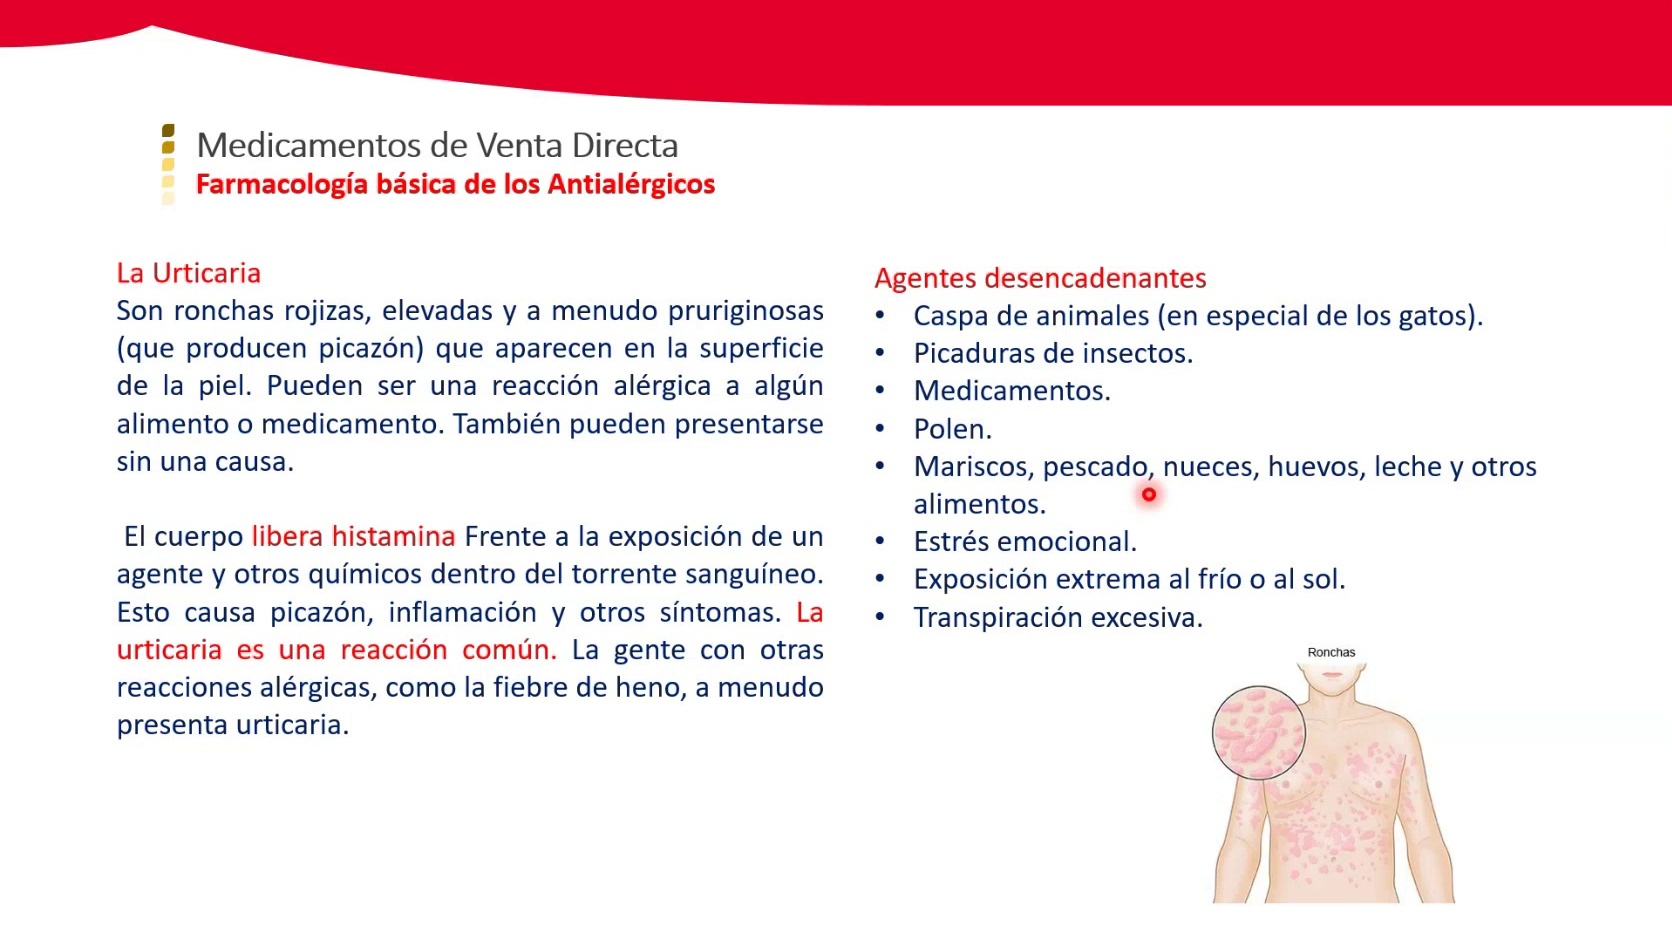 Medicamentos de Venta Directa
Farmacología básica de los Antialérgicos
La Urticaria
Son ronchas rojizas, elevadas y a menudo pruriginosas
(que producen picazón) que aparecen en la superficie
de la piel. Pueden ser una reacción alérgica a algún
alimento o medicamento. También pueden presentarse
sin una causa.
El cuerpo libera histamina Frente a la exposición de un
agente y otros químicos dentro del torrente sanguíneo.
Esto causa picazón, inflamación y otros síntomas. La
urticaria es una reacción común. La gente con otras
reacciones alérgicas, como la fiebre de heno, a menudo
presenta urticaria.
Agentes desencadenantes
• Caspa de animales (en especial de los gatos).
• Picaduras de insectos.
• Medicamentos.
• Polen.
• Mariscos, pescado, nueces, huevos, leche y otros
alimentos.
• Estrés emocional.
• Exposición extrema al frío o al sol.
• Transpiración excesiva.
Ronchas